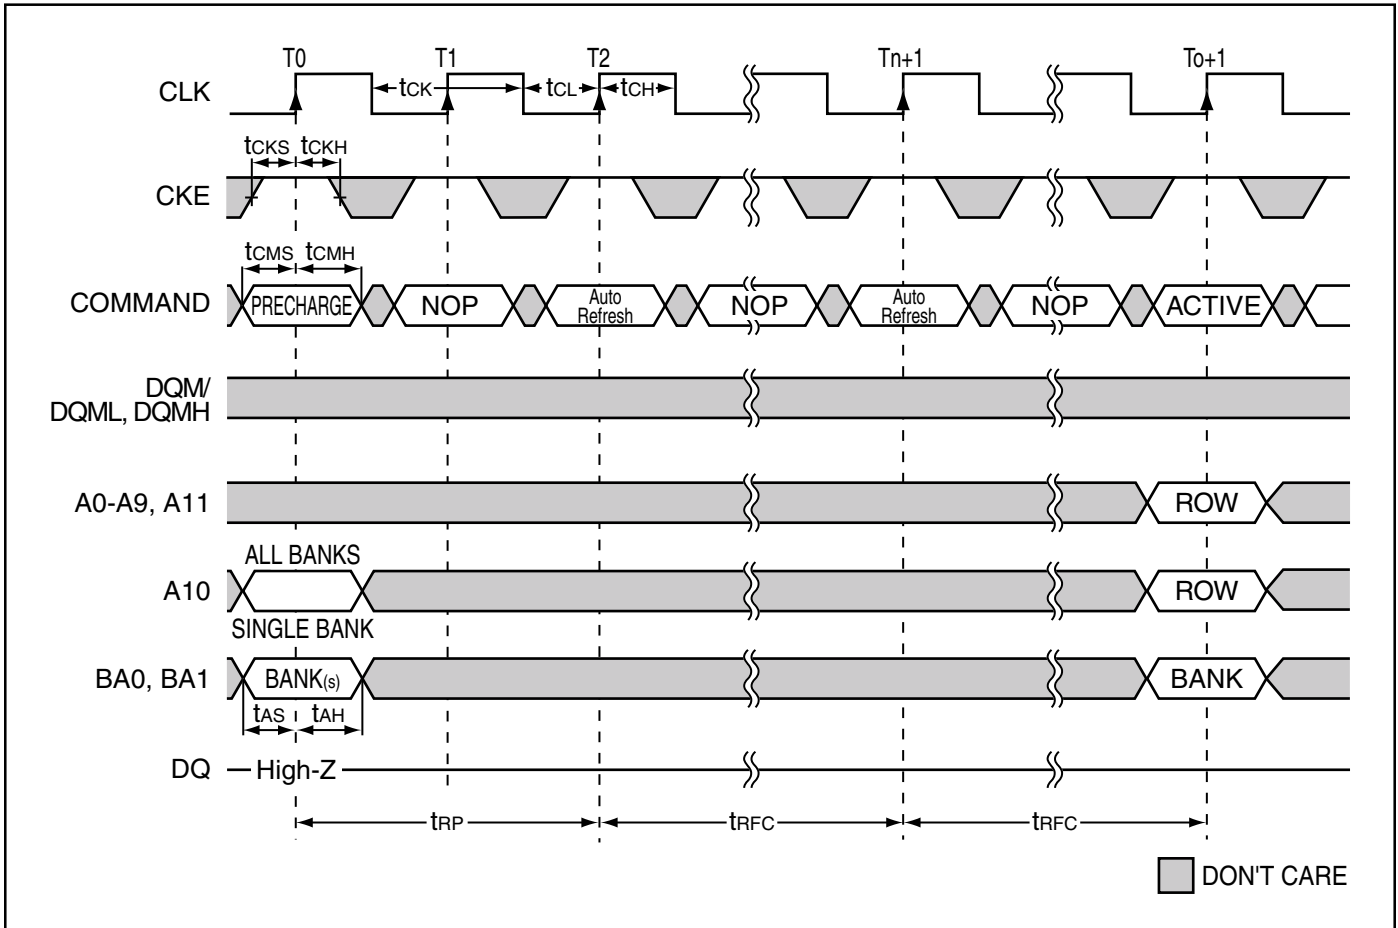 T0 T1 T2 Tn+1 To+1
CLK tCK tCL tCH
tCKS tCKH
CKE
tCMS tCMH
COMMAND PRECHARGE NOP Auto Refresh NOP Auto Refresh NOP ACTIVE
DQM/
DQML, DQMH
A0-A9, A11 ROW
ALL BANKS
A10 ROW
SINGLE BANK
BA0, BA1 BANK(s) BANK
tAS tAH
DQ High-Z
tRP tRFC tRFC
DON'T CARE